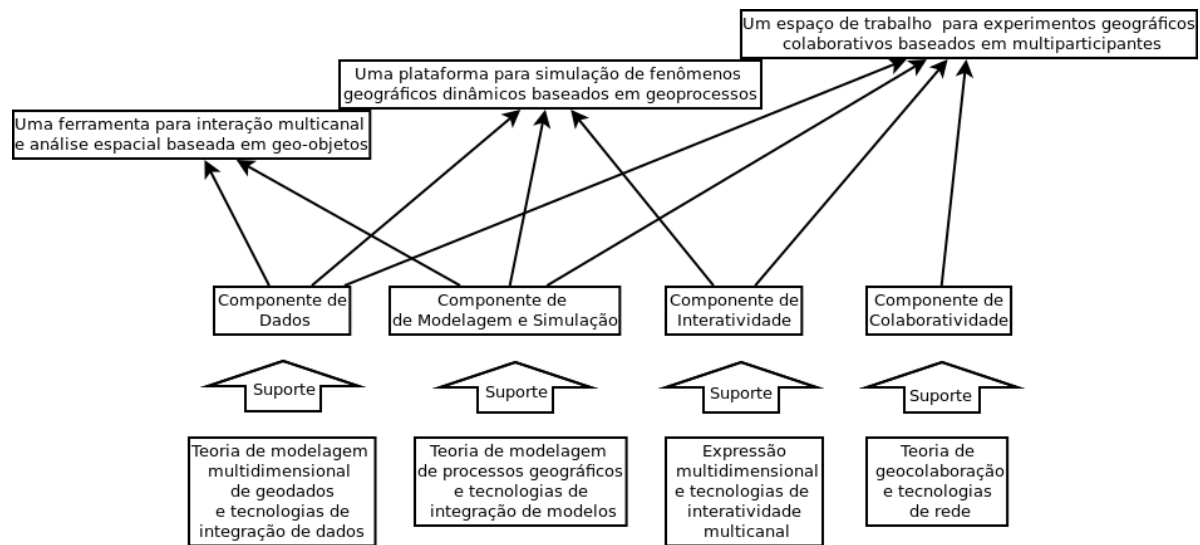 Um espaço de trabalho para experimentos geográficos
colaborativos baseados em multiparticipantes
Uma plataforma para simulação de fenômenos
geográficos dinâmicos baseados em geoprocessos
Uma ferramenta para interação multicanal
e análise espacial baseada em geo-objetos
Componente de
Dados
Componente de
de Modelagem e Simulação
Componente de
Interatividade
Componente de
Colaboratividade
Suporte
Suporte
Suporte
Suporte
Teoria de modelagem
multidimensional
de geodados
e tecnologias de
integração de dados
Teoria de modelagem
de processos geográficos
e tecnologias de
integração de modelos
Expressão
multidimensional
e tecnologias de
interatividade
multicanal
Teoria de
geocolaboração
e tecnologias
de rede